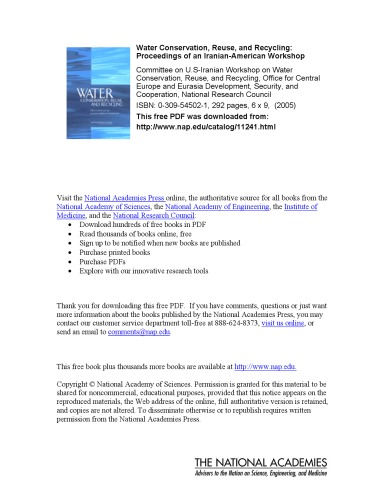 Water Conservation, Reuse, and Recycling:
Proceedings of an Iranian-American Workshop
Committee on U.S-Iranian Workshop on Water
Conservation, Reuse, and Recycling, Office for Central
Europe and Eurasia Development, Security, and
Cooperation, National Research Council
ISBN: 0-309-54502-1, 292 pages, 6 x 9, (2005)
This free PDF was downloaded from:
http://www.nap.edu/catalog/11241.html
WATER
CONSERVATION, REUSE, AND RECYCLING
Visit the National Academies Press online, the authoritative source for all books from the
National Academy of Sciences, the National Academy of Engineering, the Institute of
Medicine, and the National Research Council:
• Download hundreds of free books in PDF
• Read thousands of books online, free
• Sign up to be notified when new books are published
• Purchase printed books
• Purchase PDFs
• Explore with our innovative research tools
Thank you for downloading this free PDF. If you have comments, questions or just want
more information about the books published by the National Academies Press, you may
contact our customer service department toll-free at 888-624-8373, visit us online, or
send an email to comments@nap.edu.
This free book plus thousands more books are available at http://www.nap.edu.
Copyright © National Academy of Sciences. Permission is granted for this material to be
shared for noncommercial, educational purposes, provided that this notice appears on the
reproduced materials, the Web address of the online, full authoritative version is retained,
and copies are not altered. To disseminate otherwise or to republish requires written
permission from the National Academies Press.
THE NATIONAL ACADEMIES
Advisers to the Nation on Science, Engineering, and Medicine